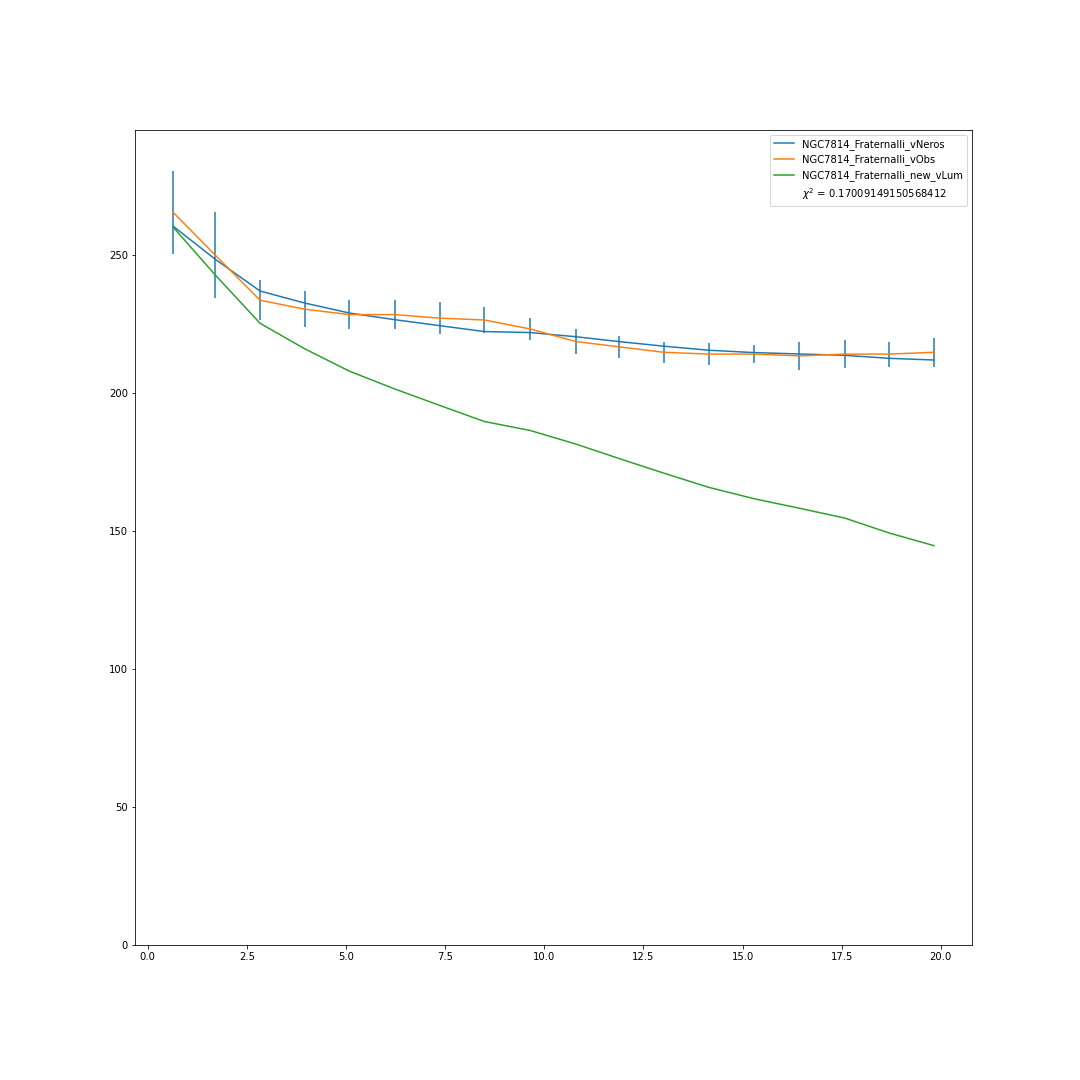 NGC7814_Fraternalli_vNeros
NGC7814_Fraternalli_vObs
NGC7814_Fraternalli_new_vLum
χ² = 0.17009149150568412
250
200
150
100
50
0
0.0 2.5 5.0 7.5 10.0 12.5 15.0 17.5 20.0